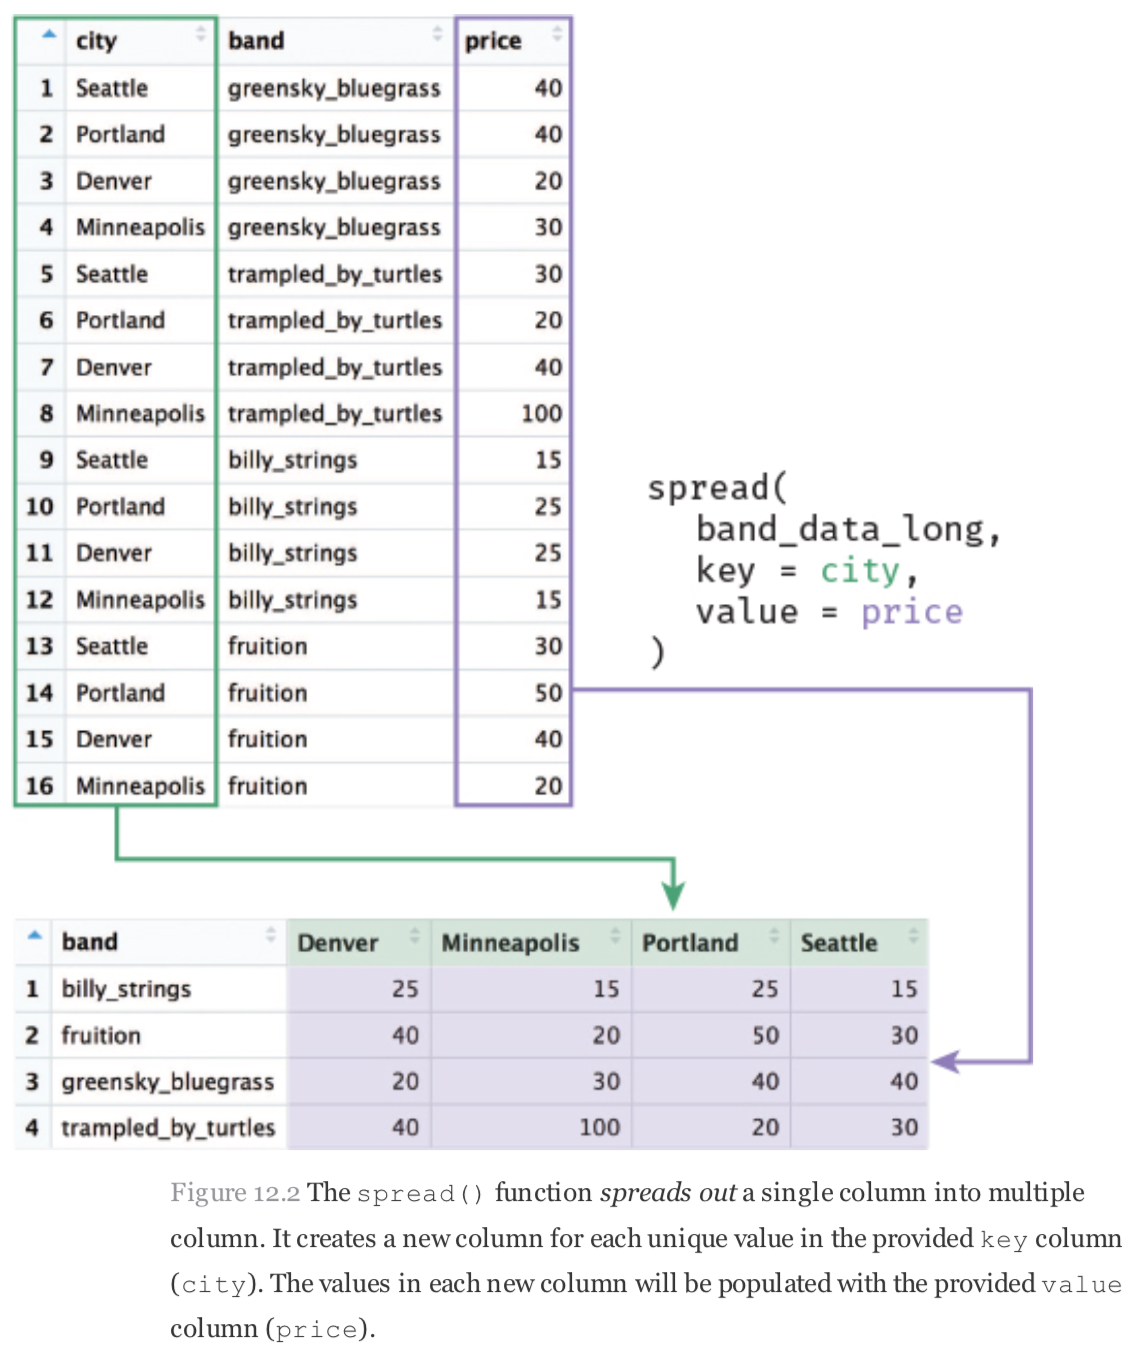 city band price
1 Seattle greensky_bluegrass 40
2 Portland greensky_bluegrass 40
3 Denver greensky_bluegrass 20
4 Minneapolis greensky_bluegrass 30
5 Seattle trampled_by_turtles 30
6 Portland trampled_by_turtles 20
7 Denver trampled_by_turtles 40
8 Minneapolis trampled_by_turtles 100
9 Seattle billy_strings 15
10 Portland billy_strings 25
11 Denver billy_strings 25
12 Minneapolis billy_strings 15
13 Seattle fruition 30
14 Portland fruition 50
15 Denver fruition 40
16 Minneapolis fruition 20
spread(
band_data_long,
key = city,
value = price
)
band Denver Minneapolis Portland Seattle
1 billy_strings 25 15 25 15
2 fruition 40 20 50 30
3 greensky_bluegrass 20 30 40 40
4 trampled_by_turtles 40 100 20 30
Figure 12.2 The spread() function spreads out a single column into multiple
column. It creates a new column for each unique value in the provided key column
(city). The values in each new column will be populated with the provided value
column (price).